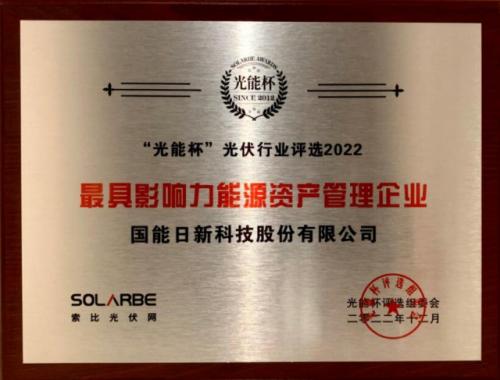 SOLARBE AWARDS
光能杯
SINCE 2012
“光能杯”光伏行业评选2022
最具影响力能源资产管理企业
国能日新科技股份有限公司
SOLARBE
索比光伏网
光能杯评选组委会
二零二二年十二月